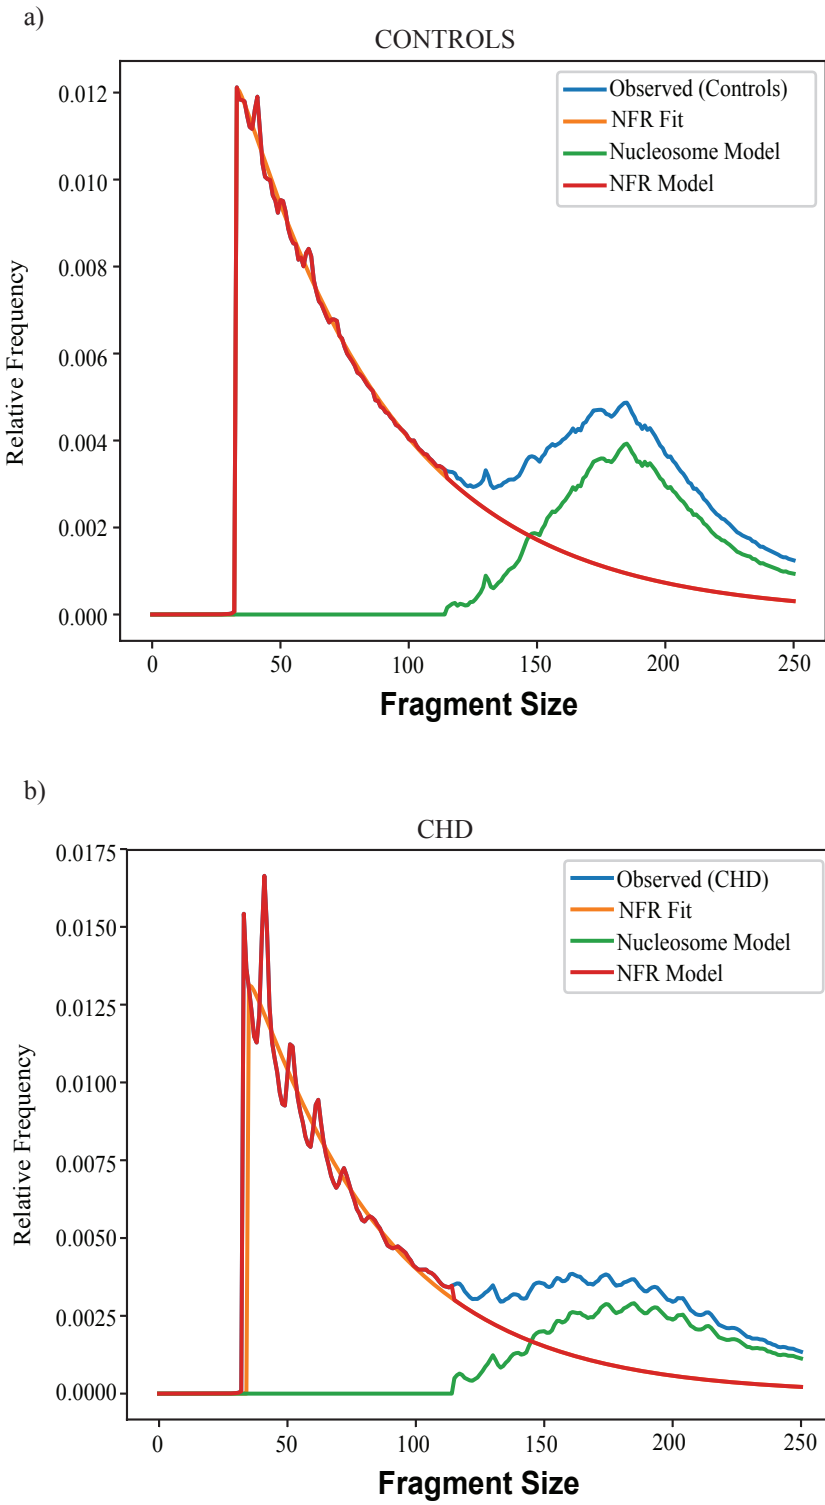 a)
CONTROLS
Observed (Controls)
NFR Fit
Nucleosome Model
NFR Model
0.012
0.010
0.008
0.006
0.004
0.002
0.000
Relative Frequency
0 50 100 150 200 250
Fragment Size
b)
CHD
Observed (CHD)
NFR Fit
Nucleosome Model
NFR Model
0.0175
0.0150
0.0125
0.0100
0.0075
0.0050
0.0025
0.0000
Relative Frequency
0 50 100 150 200 250
Fragment Size